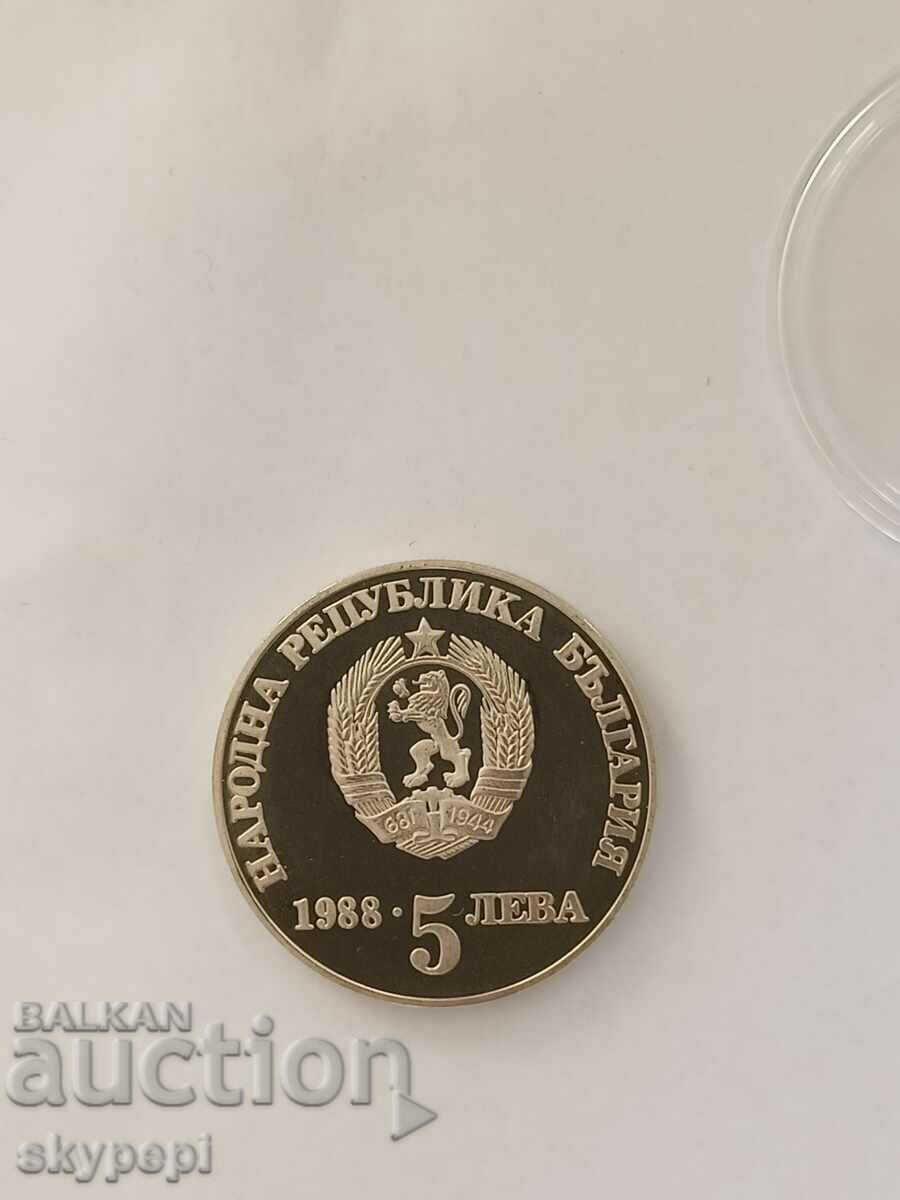 НАРОДНА РЕПУБЛИКА БЪЛГАРИЯ
681 1944
1988 · 5 ЛЕВА
BALKAN
auction
skypepi